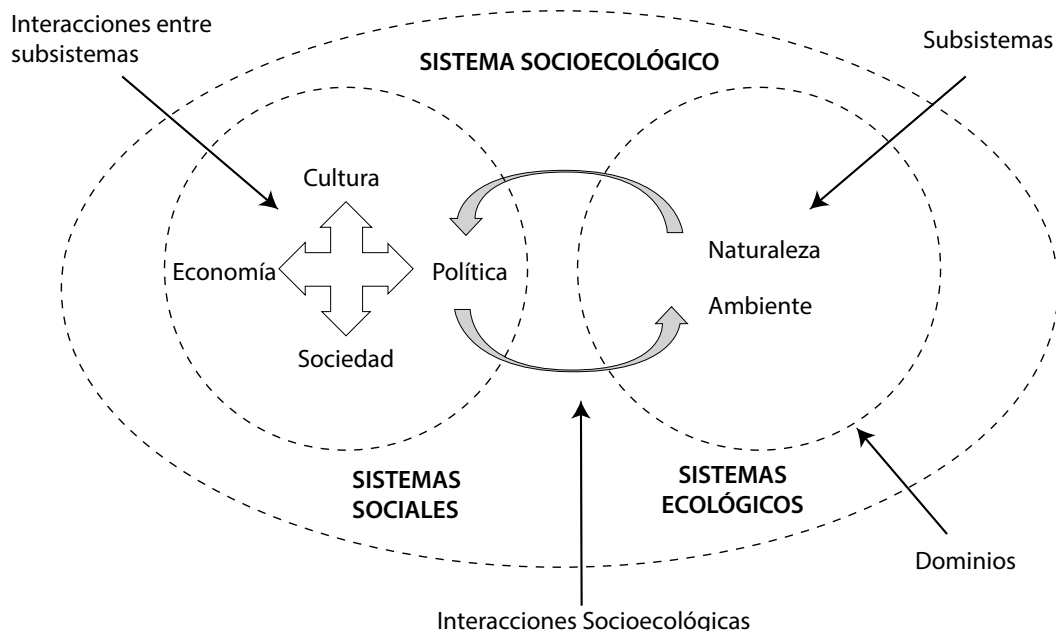 Interacciones entre
subsistemas
SISTEMA SOCIOECOLÓGICO
Subsistemas
Cultura
Economía
Política
Sociedad
Naturaleza
Ambiente
SISTEMAS
SOCIALES
SISTEMAS
ECOLÓGICOS
Dominios
Interacciones Socioecológicas